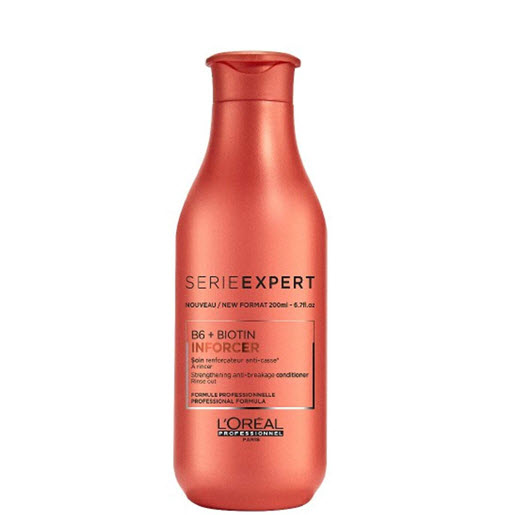 SERIEEXPERT
NOUVEAU / NEW FORMAT 200ml - 6.7fl.oz
B6 + BIOTIN
INFORCER
Soin renforcateur anti-casse*
À rincer
Strengthening anti-breakage conditioner
Rinse out
FORMULE PROFESSIONNELLE
PROFESSIONAL FORMULA
L'ORÉAL
PROFESSIONNEL
PARIS